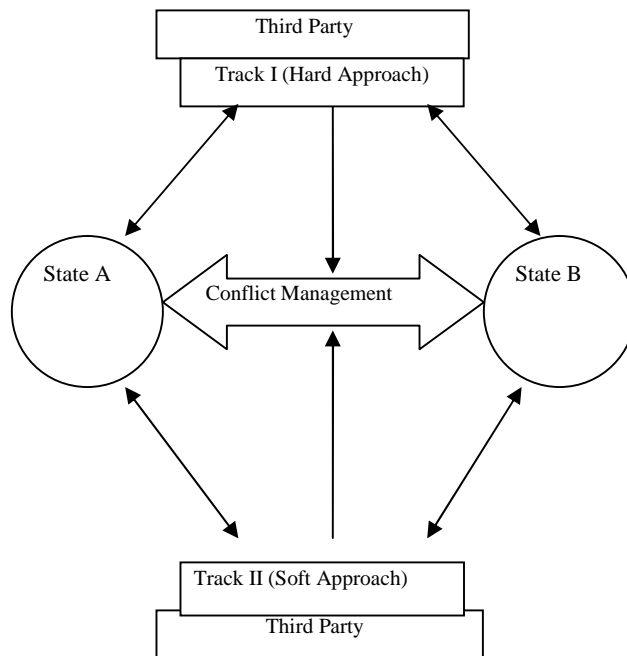 Third Party
Track I (Hard Approach)
State A
State B
Conflict Management
Track II (Soft Approach)
Third Party